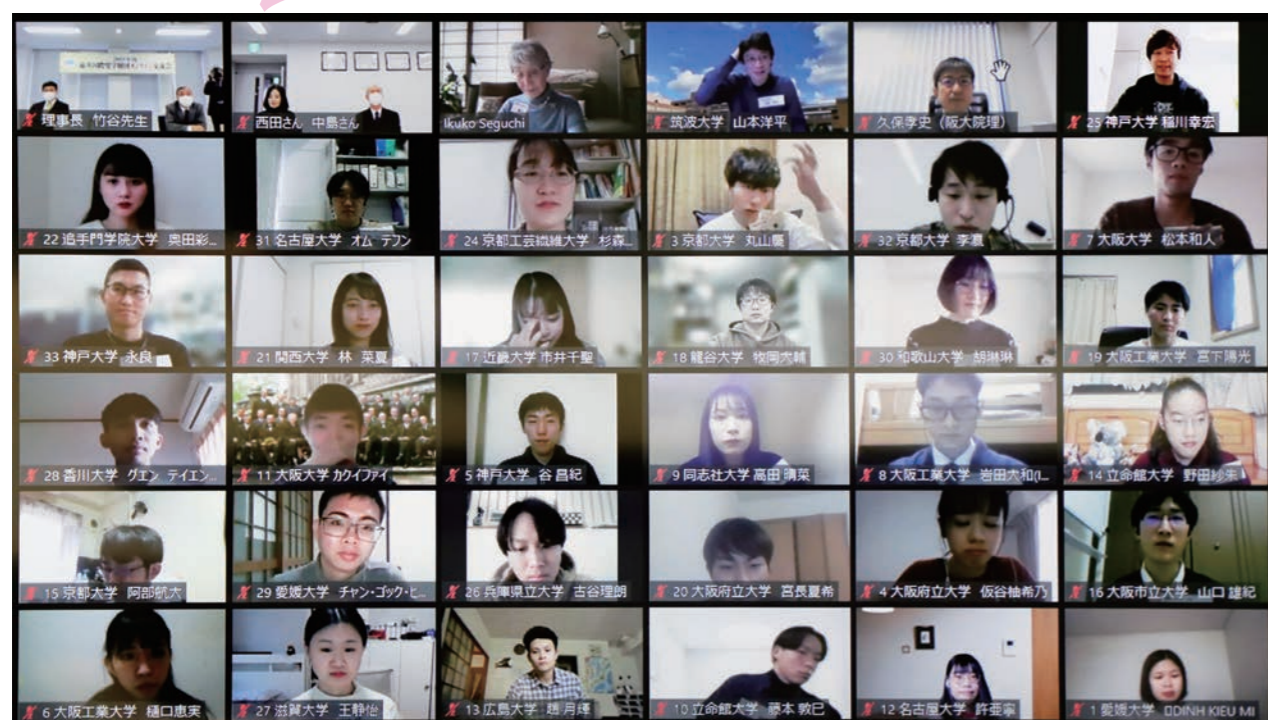 理事長 竹谷先生
西田さん 中島さん
Ikuko Seguchi
筑波大学 山本洋平
久保孝史(阪大院理)
25 神戸大学 稲川幸宏
22 追手門学院大学 奥田彩...
31 名古屋大学 オム テフン
24 京都工芸繊維大学 杉森...
3 京都大学 丸山慶
32 京都大学 李
7 大阪大学 松本和人
33 神戸大学 永良
21 関西大学 林 菜夏
17 近畿大学 市井千聖
18 龍谷大学 牧岡大輔
30 和歌山大学 胡琳琳
19 大阪工業大学 宮下陽光
28 香川大学 グエン テイエン...
11 大阪大学 カクイファイ
5 神戸大学 谷 昌紀
9 同志社大学 高田 晴菜
8 大阪工業大学 岩田大和(I...
14 立命館大学 野田紗朱
15 京都大学 阿部航大
29 愛媛大学 チャン・ゴック・ヒ...
26 兵庫県立大学 古谷理朗
20 大阪府立大学 宮長夏希
4 大阪府立大学 仮谷柚希乃
16 大阪市立大学 山口 雄紀
6 大阪工業大学 樋口恵実
27 滋賀大学 王静怡
13 広島大学 趙 月輝
10 立命館大学 藤本 敦巳
12 名古屋大学 許亜寧
1 愛媛大学 DINH KIEU MI